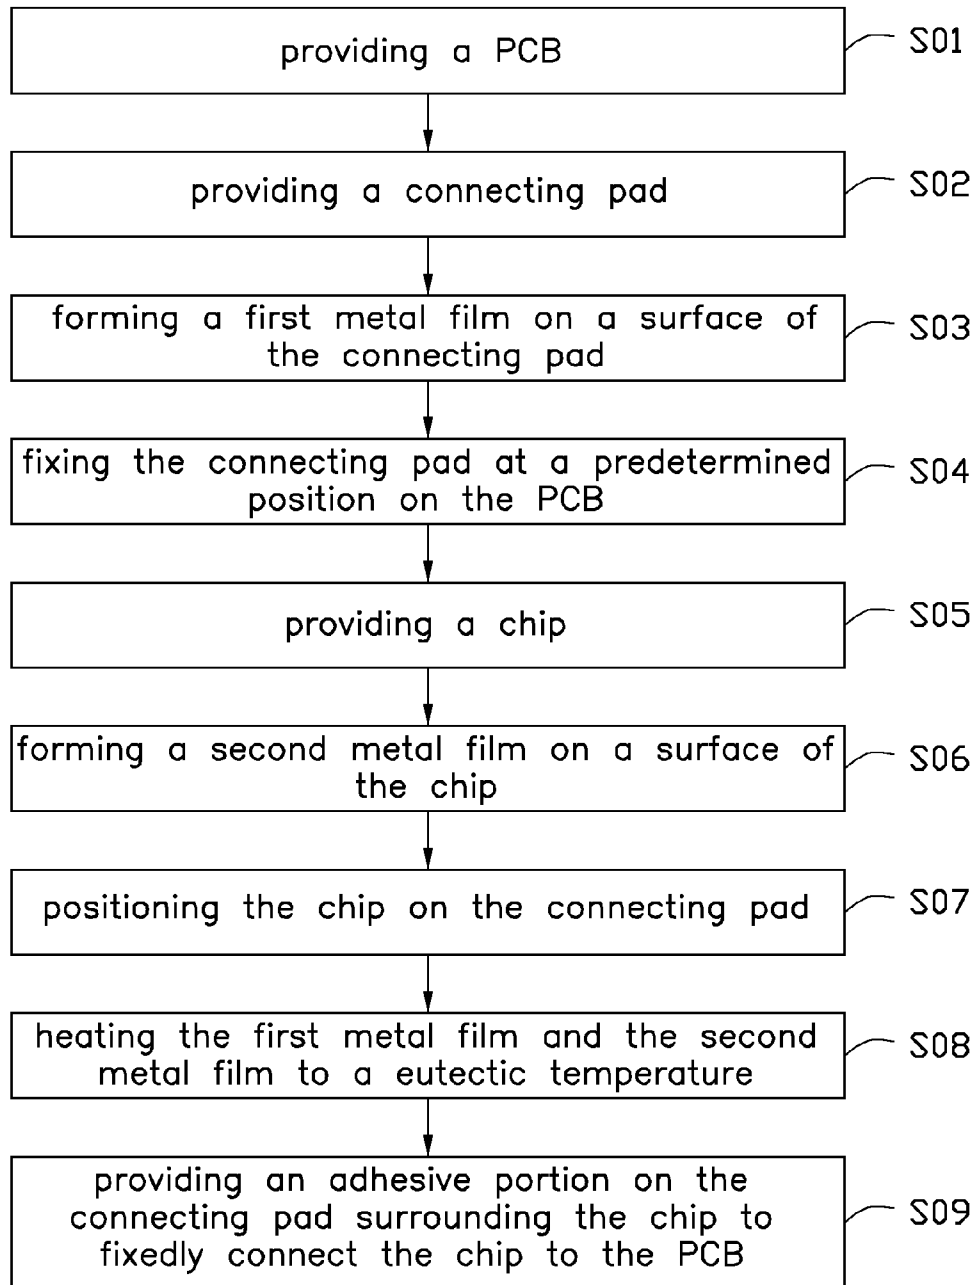 providing a PCB
S01
providing a connecting pad
S02
forming a first metal film on a surface of
the connecting pad
S03
fixing the connecting pad at a predetermined
position on the PCB
S04
providing a chip
S05
forming a second metal film on a surface of
the chip
S06
positioning the chip on the connecting pad
S07
heating the first metal film and the second
metal film to a eutectic temperature
S08
providing an adhesive portion on the
connecting pad surrounding the chip to
fixedly connect the chip to the PCB
S09